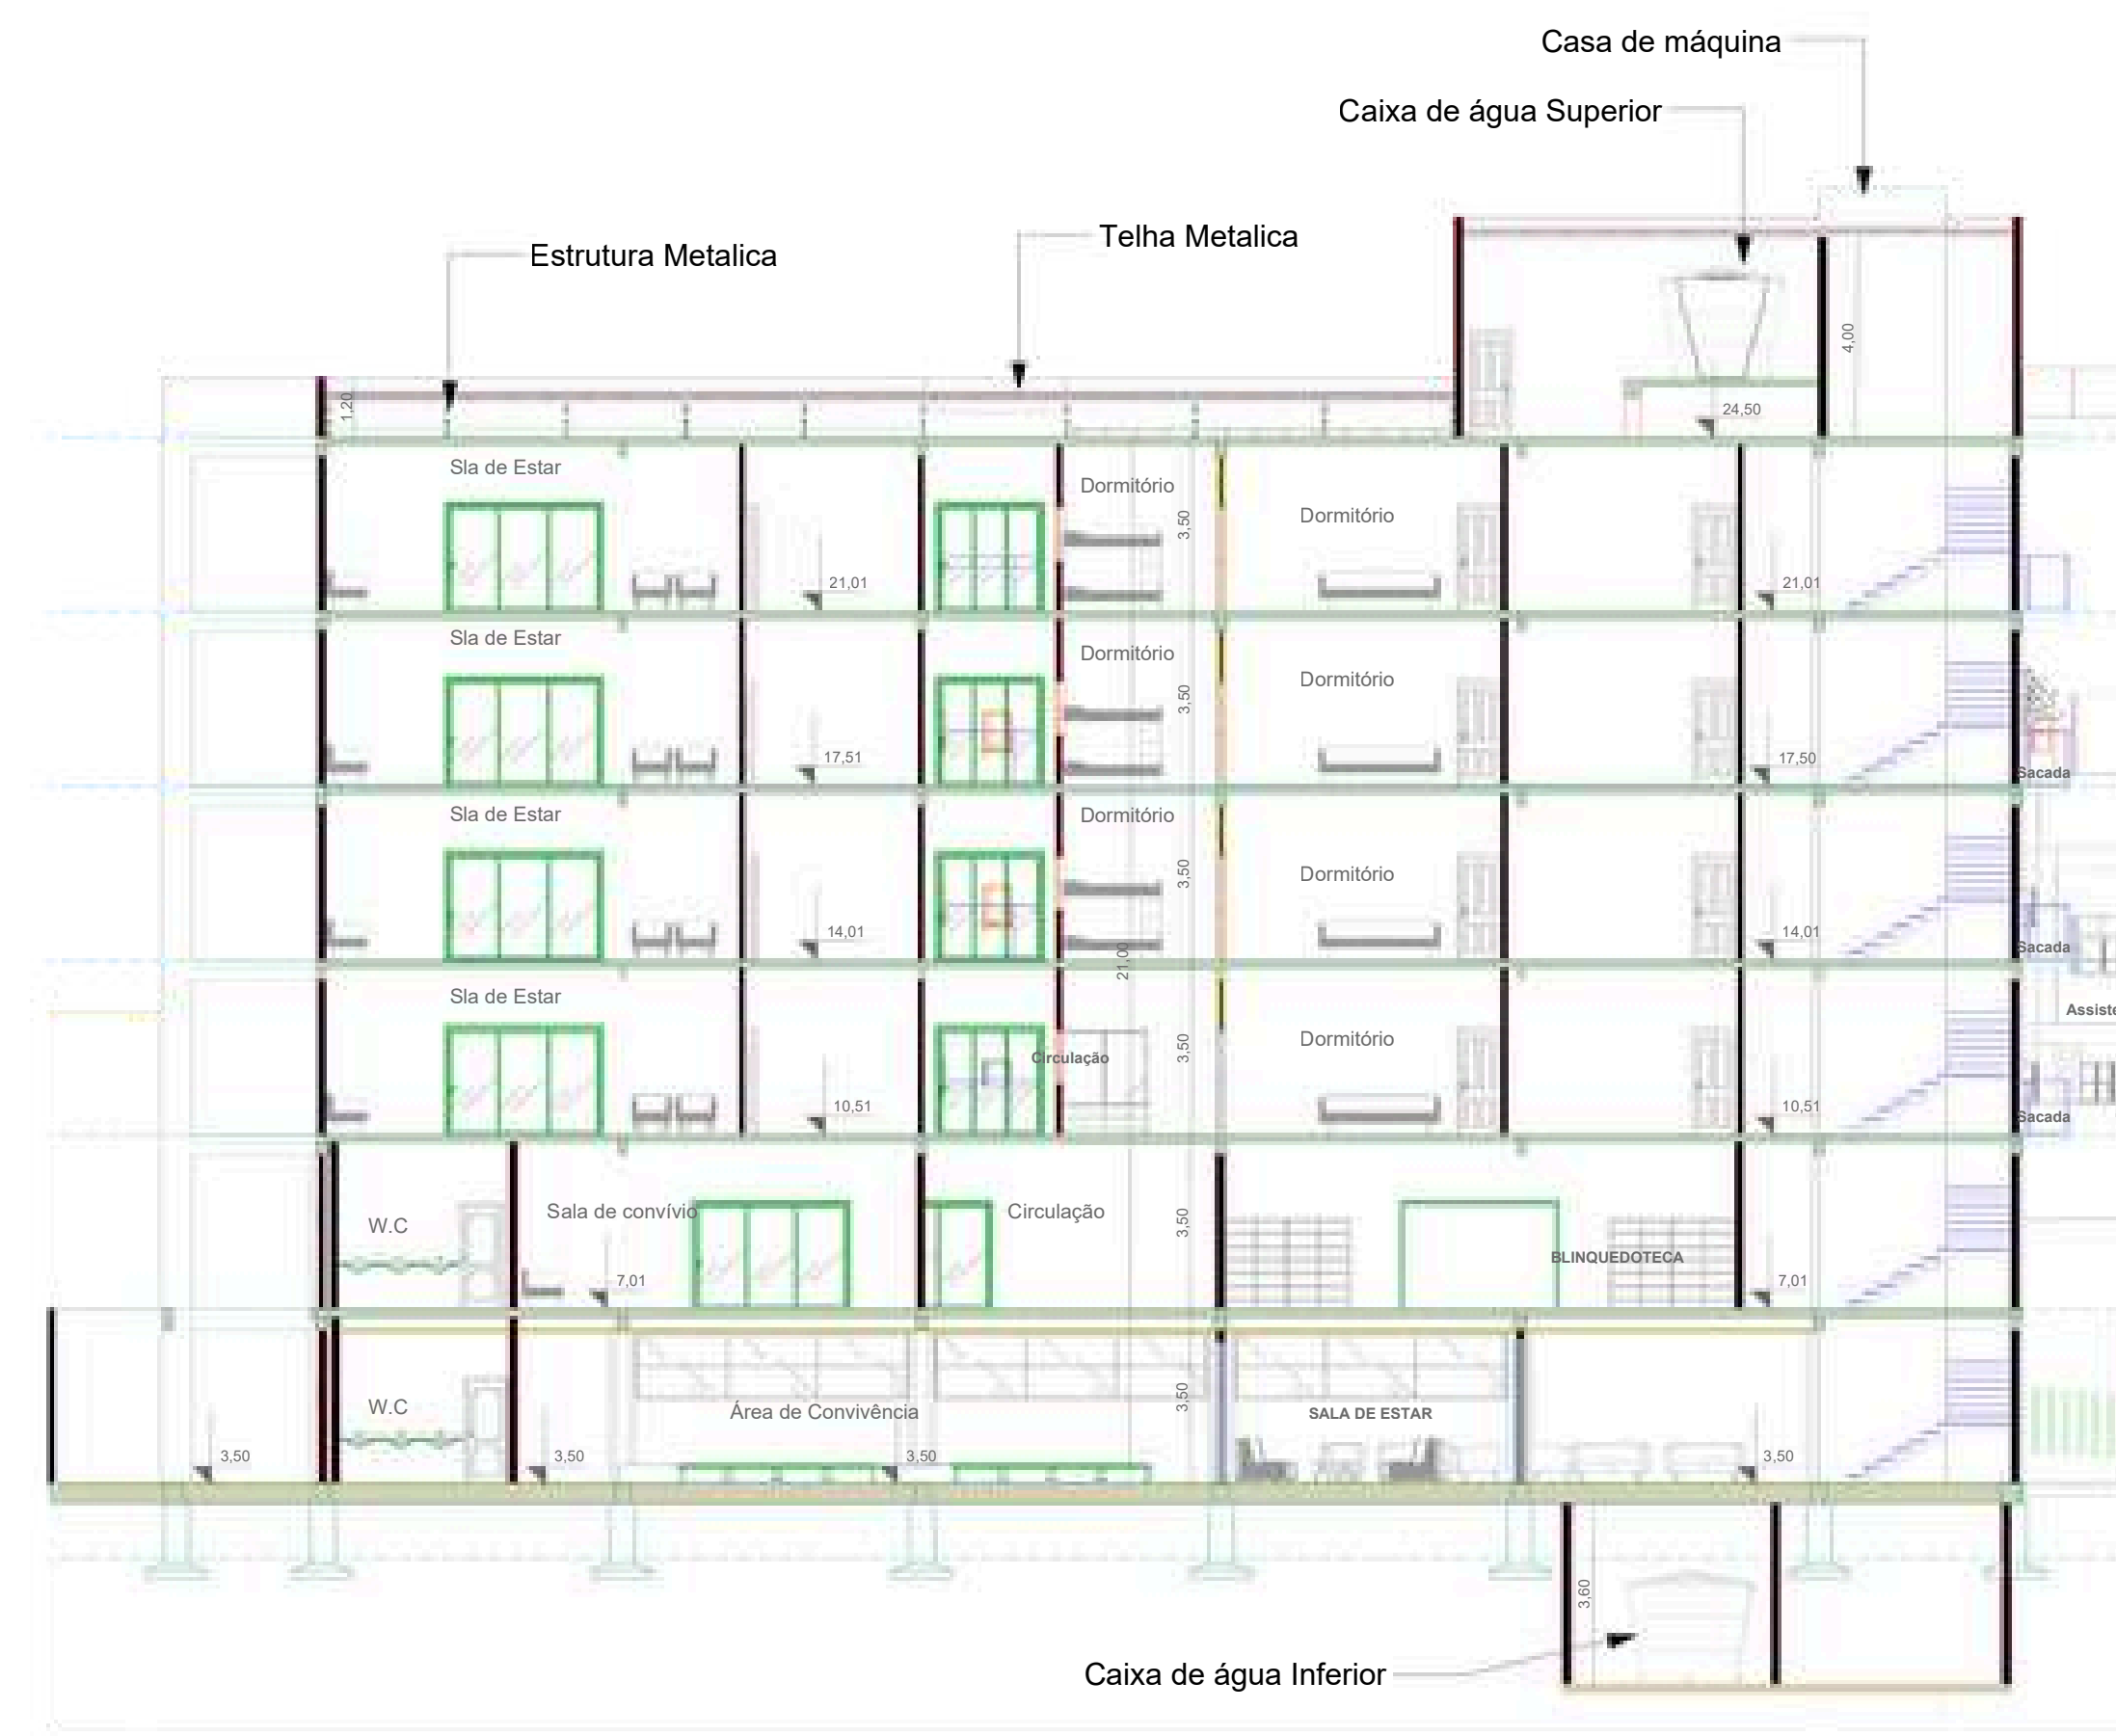 Casa de máquina
Caixa de água Superior
Telha Metalica
Estrutura Metalica
4,00
1,20
24,50
Sla de Estar
Dormitório
Dormitório
3,50
21,01
21,01
Sla de Estar
Dormitório
Dormitório
3,50
17,51
17,50
Sacada
Sla de Estar
Dormitório
Dormitório
3,50
14,01
14,01
Sacada
21,00
Sla de Estar
Assiste
Dormitório
Circulação
3,50
10,51
10,51
Sacada
W.C
Sala de convívio
Circulação
3,50
BLINQUEDOTECA
7,01
7,01
W.C
Área de Convivência
3,50
SALA DE ESTAR
3,50
3,50
3,50
3,50
3,60
Caixa de água Inferior